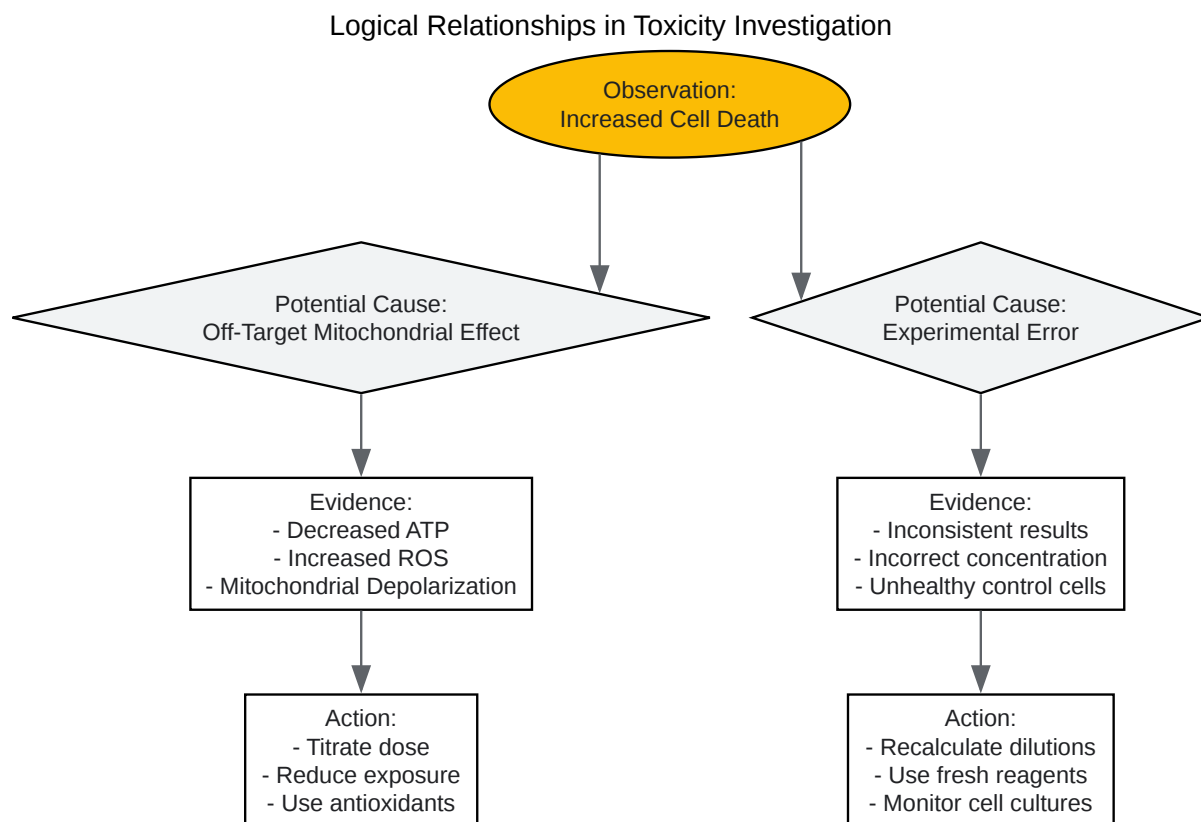 Logical Relationships in Toxicity Investigation
Observation:
Increased Cell Death
Potential Cause:
Off-Target Mitochondrial Effect
Potential Cause:
Experimental Error
Evidence:
- Decreased ATP
- Increased ROS
- Mitochondrial Depolarization
Evidence:
- Inconsistent results
- Incorrect concentration
- Unhealthy control cells
Action:
- Titrate dose
- Reduce exposure
- Use antioxidants
Action:
- Recalculate dilutions
- Use fresh reagents
- Monitor cell cultures